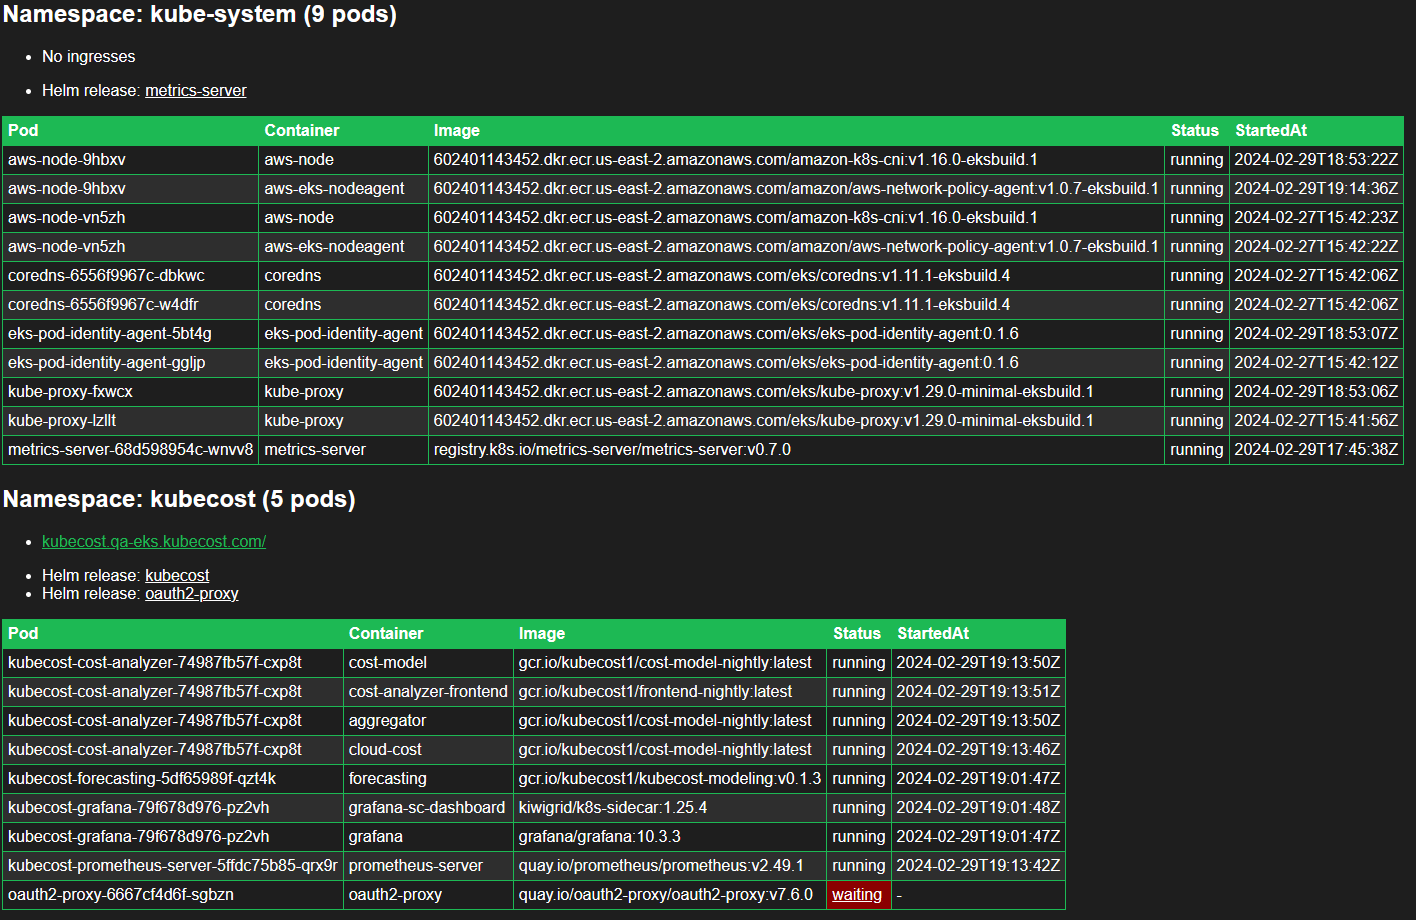 Namespace: kube-system (9 pods)
• No ingresses
• Helm release: metrics-server
Pod Container Image Status StartedAt
aws-node-9hbxv aws-node 602401143452.dkr.ecr.us-east-2.amazonaws.com/amazon-k8s-cni:v1.16.0-eksbuild.1 running 2024-02-29T18:53:22Z
aws-node-9hbxv aws-eks-nodeagent 602401143452.dkr.ecr.us-east-2.amazonaws.com/amazon/aws-network-policy-agent:v1.0.7-eksbuild.1 running 2024-02-29T19:14:36Z
aws-node-vn5zh aws-node 602401143452.dkr.ecr.us-east-2.amazonaws.com/amazon-k8s-cni:v1.16.0-eksbuild.1 running 2024-02-27T15:42:23Z
aws-node-vn5zh aws-eks-nodeagent 602401143452.dkr.ecr.us-east-2.amazonaws.com/amazon/aws-network-policy-agent:v1.0.7-eksbuild.1 running 2024-02-27T15:42:22Z
coredns-6556f9967c-dbkwc coredns 602401143452.dkr.ecr.us-east-2.amazonaws.com/eks/coredns:v1.11.1-eksbuild.4 running 2024-02-27T15:42:06Z
coredns-6556f9967c-w4dfr coredns 602401143452.dkr.ecr.us-east-2.amazonaws.com/eks/coredns:v1.11.1-eksbuild.4 running 2024-02-27T15:42:06Z
eks-pod-identity-agent-5bt4g eks-pod-identity-agent 602401143452.dkr.ecr.us-east-2.amazonaws.com/eks/eks-pod-identity-agent:0.1.6 running 2024-02-29T18:53:07Z
eks-pod-identity-agent-ggljp eks-pod-identity-agent 602401143452.dkr.ecr.us-east-2.amazonaws.com/eks/eks-pod-identity-agent:0.1.6 running 2024-02-27T15:42:12Z
kube-proxy-fxwcx kube-proxy 602401143452.dkr.ecr.us-east-2.amazonaws.com/eks/kube-proxy:v1.29.0-minimal-eksbuild.1 running 2024-02-29T18:53:06Z
kube-proxy-lzllt kube-proxy 602401143452.dkr.ecr.us-east-2.amazonaws.com/eks/kube-proxy:v1.29.0-minimal-eksbuild.1 running 2024-02-27T15:41:56Z
metrics-server-68d598954c-wnvv8 metrics-server registry.k8s.io/metrics-server/metrics-server:v0.7.0 running 2024-02-29T17:45:38Z
Namespace: kubecost (5 pods)
• kubecost.qa-eks.kubecost.com/
• Helm release: kubecost
• Helm release: oauth2-proxy
Pod Container Image Status StartedAt
kubecost-cost-analyzer-74987fb57f-cxp8t cost-model gcr.io/kubecost1/cost-model-nightly:latest running 2024-02-29T19:13:50Z
kubecost-cost-analyzer-74987fb57f-cxp8t cost-analyzer-frontend gcr.io/kubecost1/frontend-nightly:latest running 2024-02-29T19:13:51Z
kubecost-cost-analyzer-74987fb57f-cxp8t aggregator gcr.io/kubecost1/cost-model-nightly:latest running 2024-02-29T19:13:50Z
kubecost-cost-analyzer-74987fb57f-cxp8t cloud-cost gcr.io/kubecost1/cost-model-nightly:latest running 2024-02-29T19:13:46Z
kubecost-forecasting-5df65989f-qzt4k forecasting gcr.io/kubecost1/kubecost-modeling:v0.1.3 running 2024-02-29T19:01:47Z
kubecost-grafana-79f678d976-pz2vh grafana-sc-dashboard kiwigrid/k8s-sidecar:1.25.4 running 2024-02-29T19:01:48Z
kubecost-grafana-79f678d976-pz2vh grafana grafana/grafana:10.3.3 running 2024-02-29T19:01:47Z
kubecost-prometheus-server-5ffdc75b85-qrx9r prometheus-server quay.io/prometheus/prometheus:v2.49.1 running 2024-02-29T19:13:42Z
oauth2-proxy-6667cf4d6f-sgbzn oauth2-proxy quay.io/oauth2-proxy/oauth2-proxy:v7.6.0 waiting -